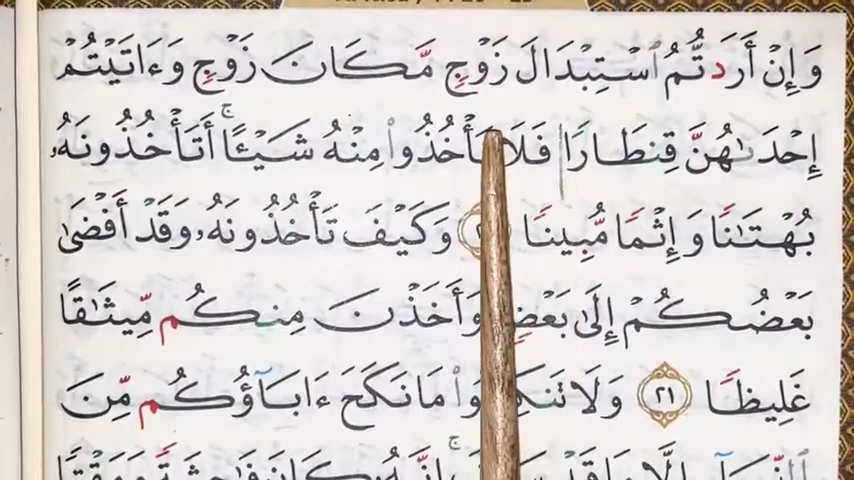 وَإِنْ أَرَدتُّمُ ٱسْتِبْدَالَ زَوْجٍ مَّكَانَ زَوْجٍ وَءَاتَيْتُمْ
إِحْدَىٰهُنَّ قِنطَارًا فَلَا تَأْخُذُوا۟ مِنْهُ شَيْـًٔا ۚ أَتَأْخُذُونَهُۥ
بُهْتَـٰنًا وَإِثْمًا مُّبِينًا وَكَيْفَ تَأْخُذُونَهُۥ وَقَدْ أَفْضَىٰ
بَعْضُكُمْ إِلَىٰ بَعْضٍ وَأَخَذْنَ مِنكُم مِّيثَـٰقًا
غَلِيظًا ٢١ وَلَا تَنكِحُوا۟ مَا نَكَحَ ءَابَآؤُكُم مِّنَ